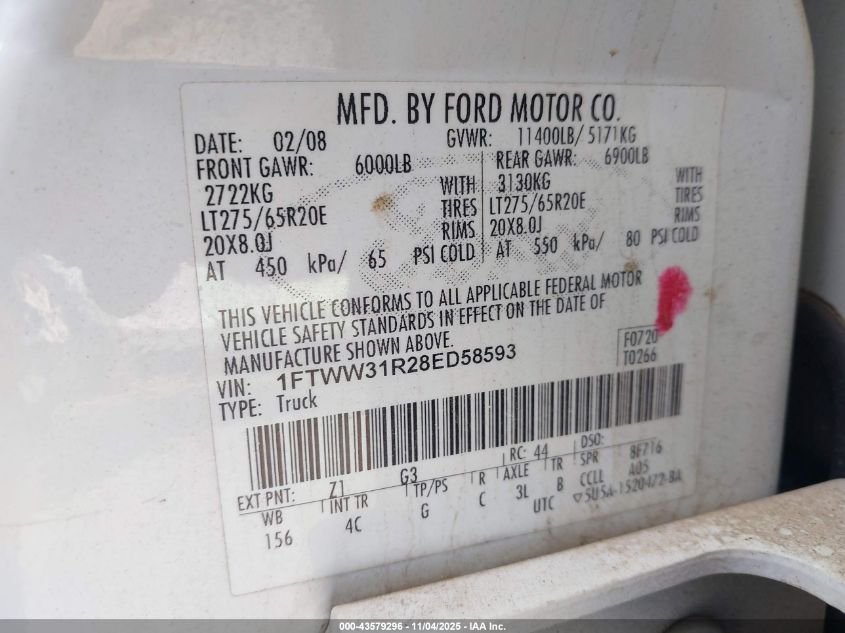 MFD. BY FORD MOTOR CO.
DATE: 02/08 GVWR: 11400LB/ 5171KG
FRONT GAWR: 6000LB REAR GAWR: 6900LB
2722KG WITH 3130KG WITH
LT275/65R20E TIRES LT275/65R20E TIRES
20X8.0J RIMS 20X8.0J RIMS
AT 450 kPa/ 65 PSI COLD AT 550 kPa/ 80 PSI COLD
THIS VEHICLE CONFORMS TO ALL APPLICABLE FEDERAL MOTOR
VEHICLE SAFETY STANDARDS IN EFFECT ON THE DATE OF
MANUFACTURE SHOWN ABOVE.
F0720
VIN: 1FTWW31R28ED58593 T0266
TYPE: Truck
EXT PNT: Z1 G3 RC: 44 DSO:
WB INT TR TP/PS R AXLE TR SPR 8F716
156 4C G C 3L B CCLL A05
UTC ▽5U5A-1520472-BA
000-43579296 - 11/04/2025 - IAA Inc.